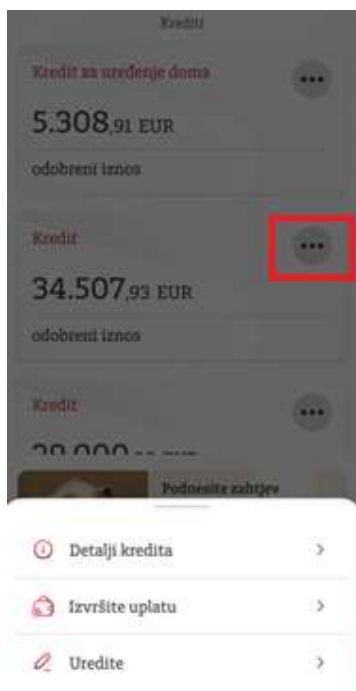 Krediti
Kredit za uređenje doma
5.308,91 EUR
odobreni iznos
Kredit
34.507,93 EUR
odobreni iznos
Kredit
Podnesite zahtjev
Detalji kredita
Izvršite uplatu
Uredite